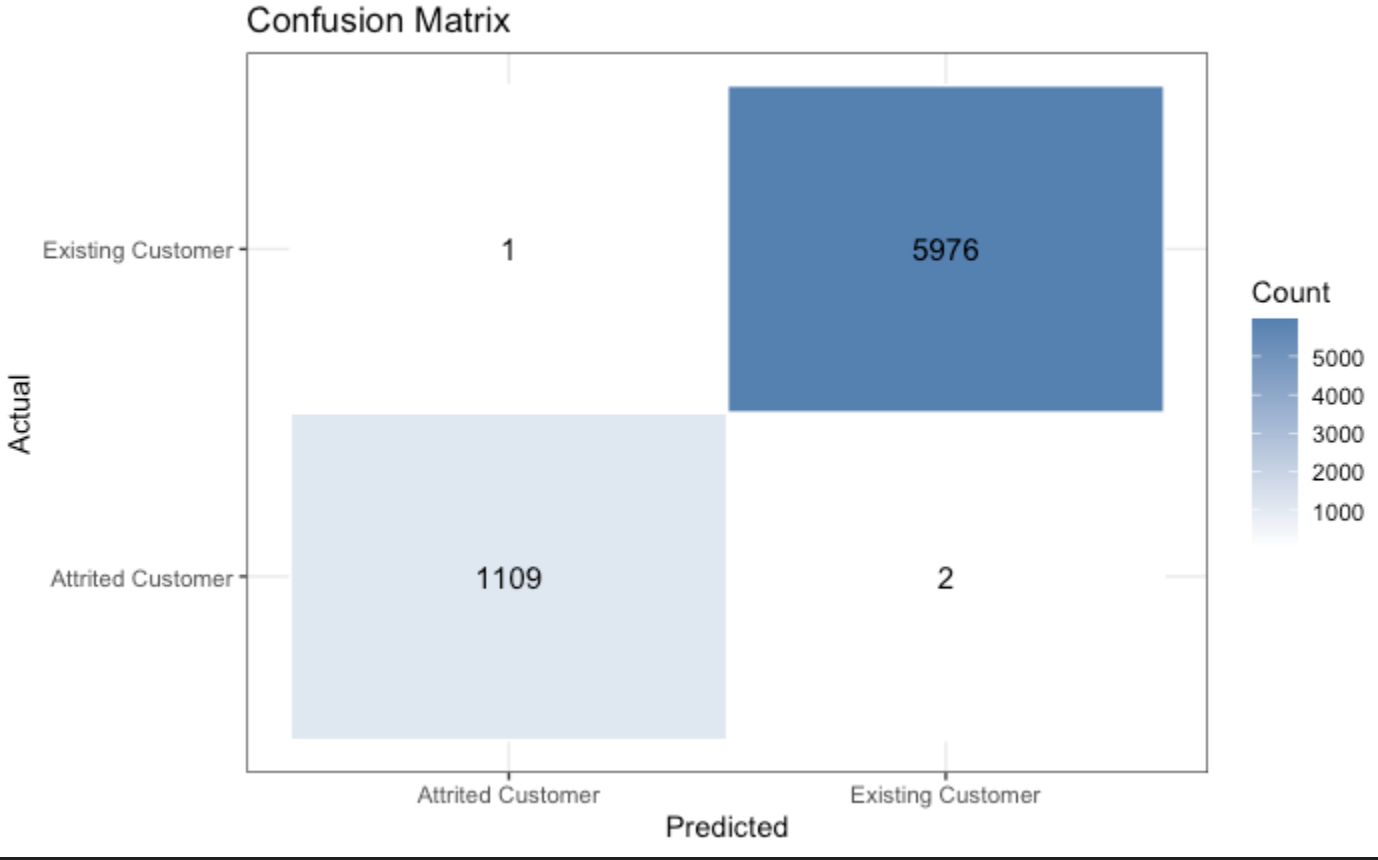 Confusion Matrix
Existing Customer
1
5976
Attrited Customer
1109
2
Actual
Attrited Customer
Existing Customer
Predicted
Count
5000
4000
3000
2000
1000